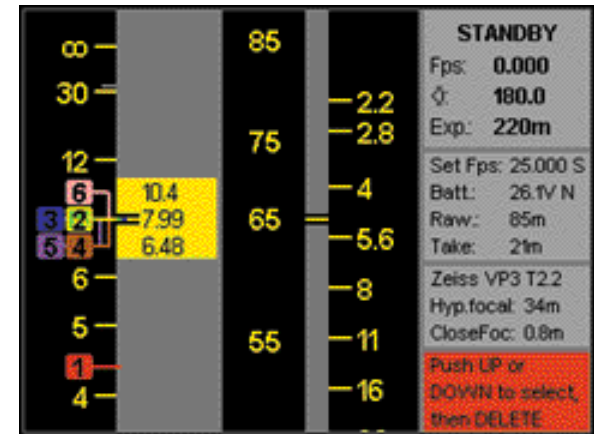 ∞
30
12
6
3 2
5 4
6
5
1
4
10.4
7.99
6.48
85
75
65
55
2.2
2.8
4
5.6
8
11
16
STANDBY
Fps: 0.000
180.0
Exp.: 220m
Set Fps: 25.000 S
Batt.: 26.1V N
Raw.: 85m
Take: 21m
Zeiss VP3 T2.2
Hyp.focal: 34m
CloseFoc: 0.8m
Push UP or
DOWN to select,
then DELETE